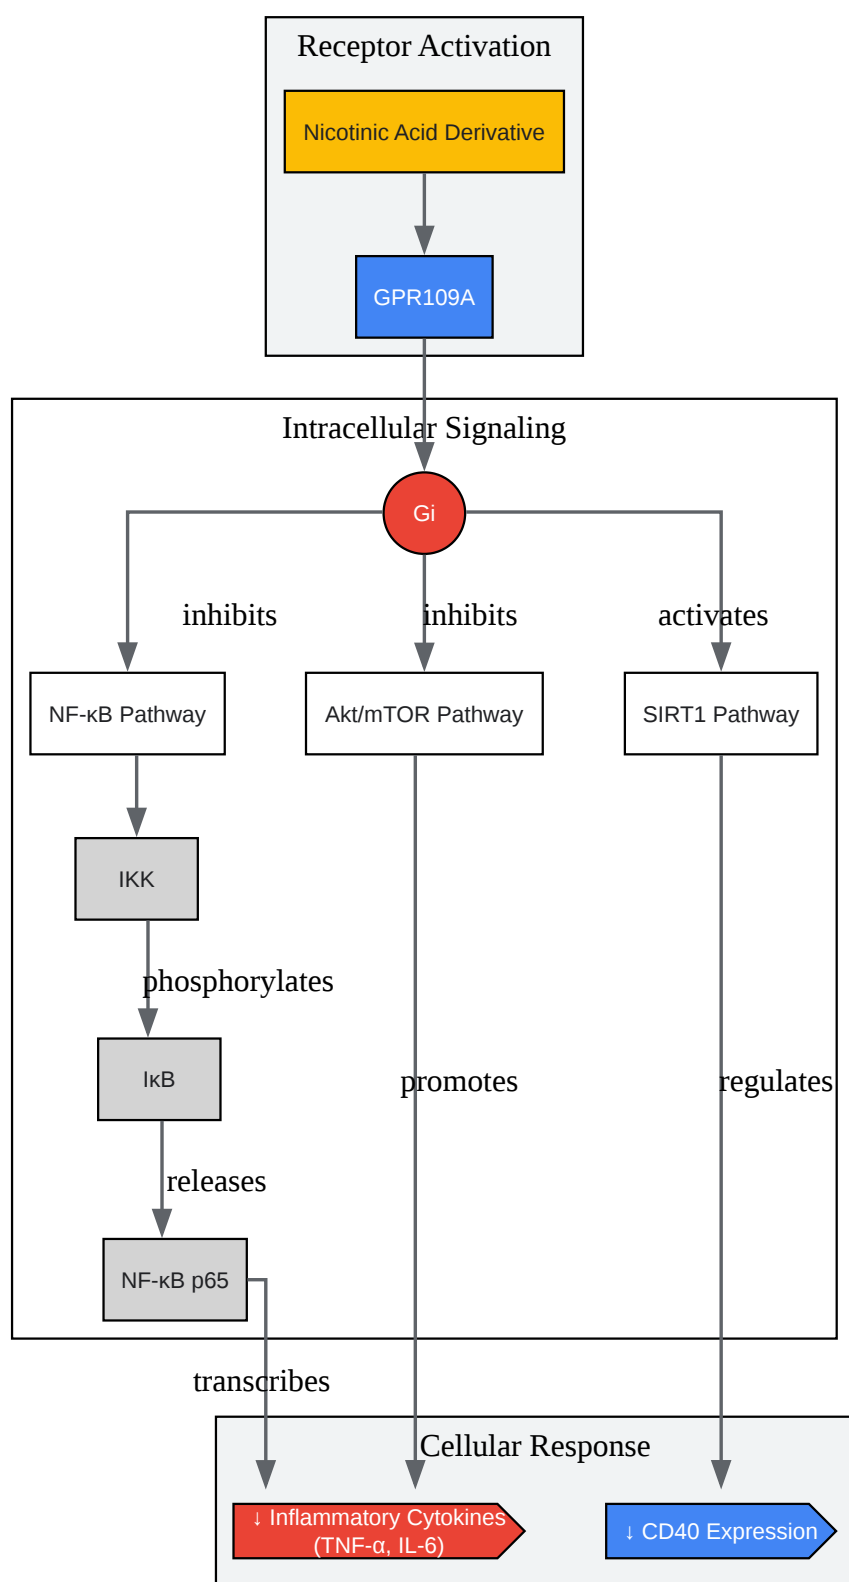 Receptor Activation
Nicotinic Acid Derivative
GPR109A
Intracellular Signaling
Gi
inhibits
inhibits
activates
NF-κB Pathway
Akt/mTOR Pathway
SIRT1 Pathway
IKK
phosphorylates
IκB
promotes
regulates
releases
NF-κB p65
transcribes
Cellular Response
↓ Inflammatory Cytokines
(TNF-α, IL-6)
↓ CD40 Expression